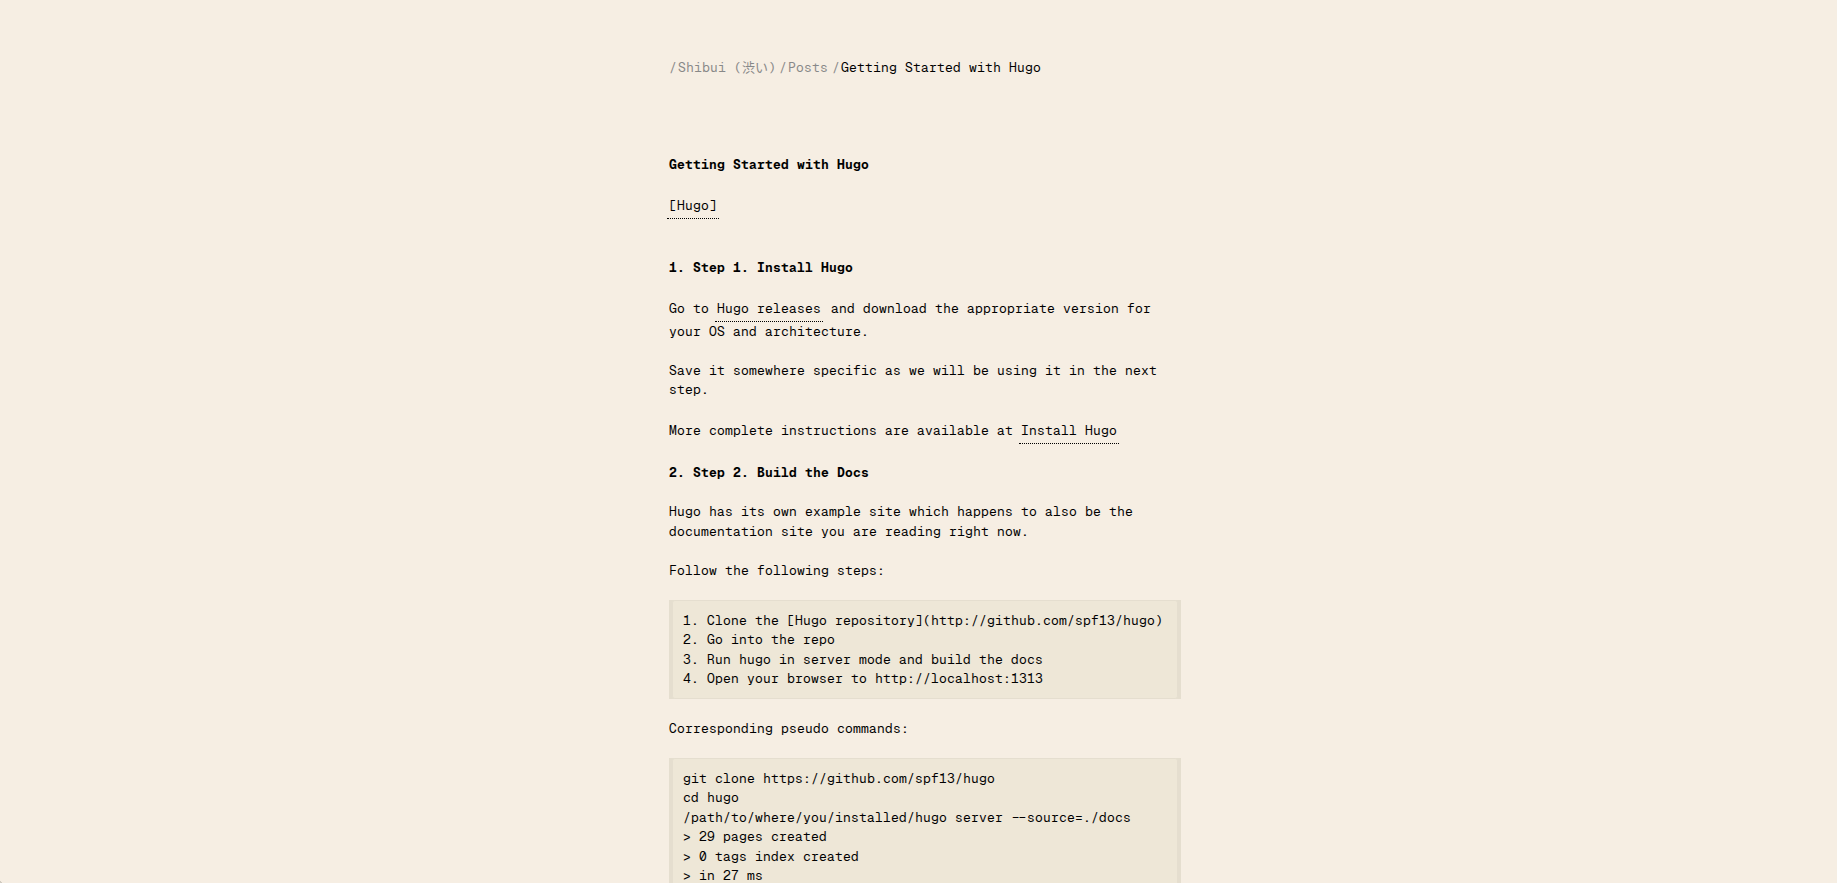 /Shibui (渋い) /Posts /Getting Started with Hugo
Getting Started with Hugo
[Hugo]
1. Step 1. Install Hugo
Go to Hugo releases and download the appropriate version for
your OS and architecture.
Save it somewhere specific as we will be using it in the next
step.
More complete instructions are available at Install Hugo
2. Step 2. Build the Docs
Hugo has its own example site which happens to also be the
documentation site you are reading right now.
Follow the following steps:
1. Clone the [Hugo repository](http://github.com/spf13/hugo)
2. Go into the repo
3. Run hugo in server mode and build the docs
4. Open your browser to http://localhost:1313
Corresponding pseudo commands:
git clone https://github.com/spf13/hugo
cd hugo
/path/to/where/you/installed/hugo server --source=./docs
> 29 pages created
> 0 tags index created
> in 27 ms